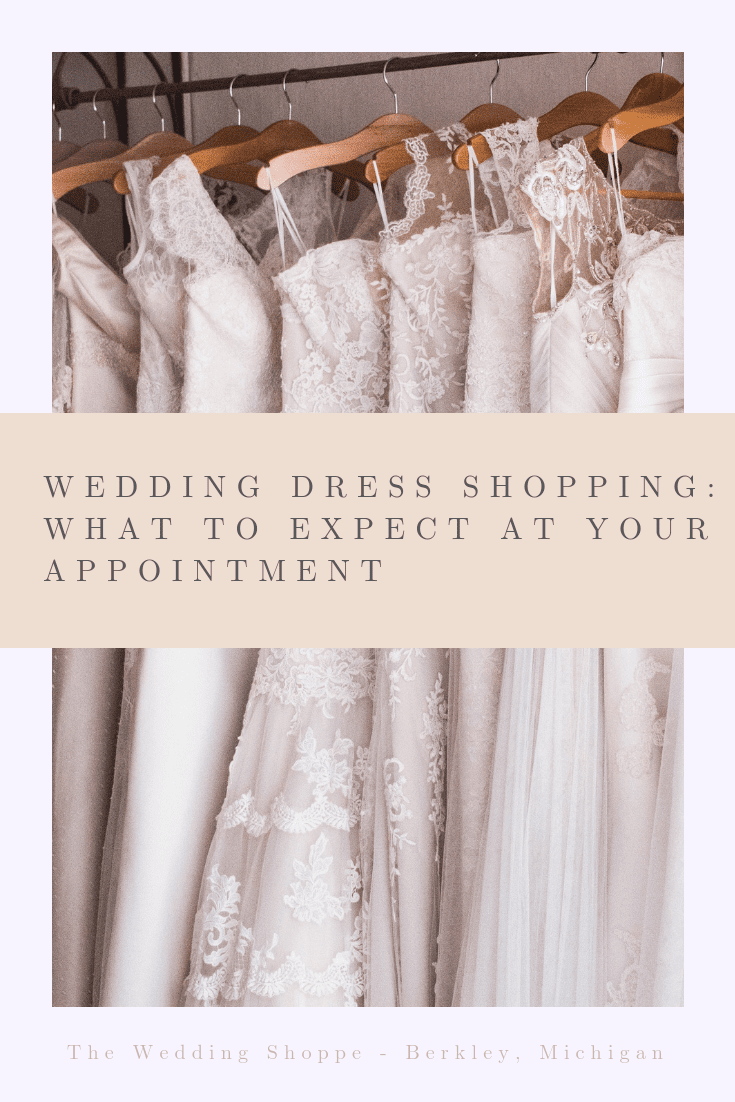 WEDDING DRESS SHOPPING:
WHAT TO EXPECT AT YOUR
APPOINTMENT
The Wedding Shoppe - Berkley, Michigan